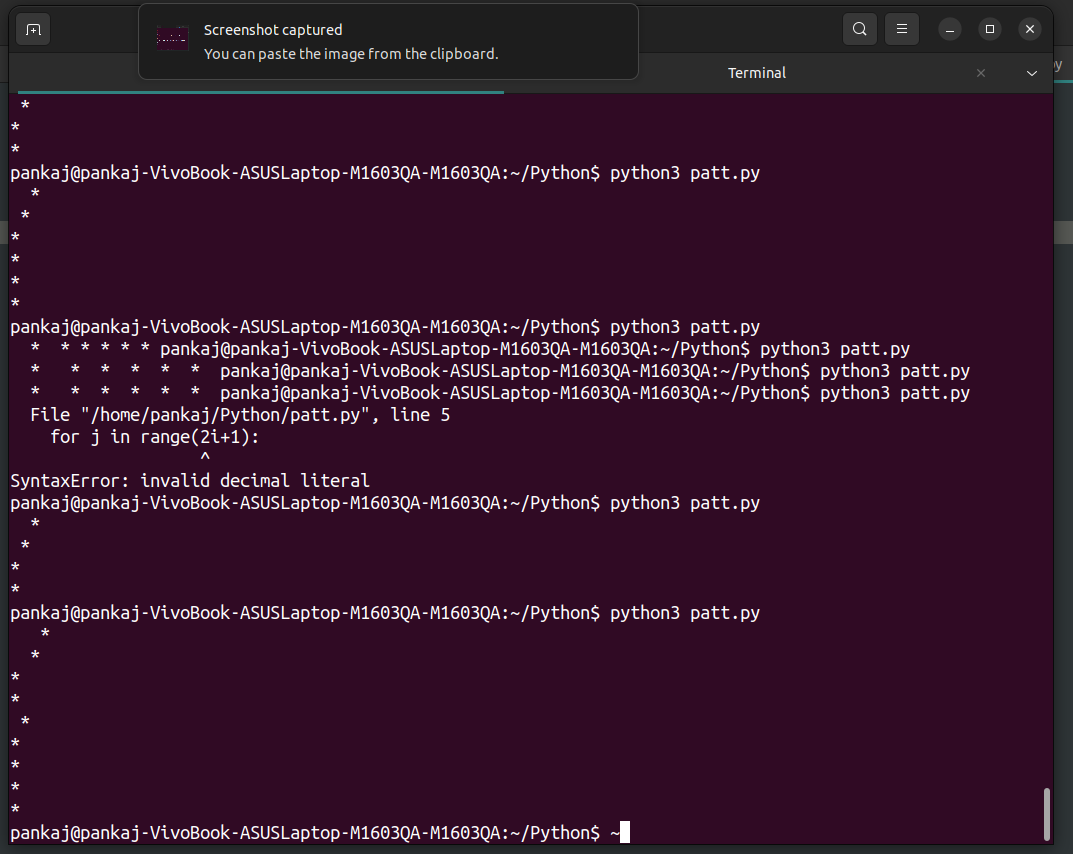 Screenshot captured
You can paste the image from the clipboard.
Terminal
py
 *
*
*
pankaj@pankaj-VivoBook-ASUSLaptop-M1603QA-M1603QA:~/Python$ python3 patt.py
  *
 *
*
*
*
*
pankaj@pankaj-VivoBook-ASUSLaptop-M1603QA-M1603QA:~/Python$ python3 patt.py
  *  * * * * * pankaj@pankaj-VivoBook-ASUSLaptop-M1603QA-M1603QA:~/Python$ python3 patt.py
  *   *  *  *  *  *  pankaj@pankaj-VivoBook-ASUSLaptop-M1603QA-M1603QA:~/Python$ python3 patt.py
  *   *  *  *  *  *  pankaj@pankaj-VivoBook-ASUSLaptop-M1603QA-M1603QA:~/Python$ python3 patt.py
  File "/home/pankaj/Python/patt.py", line 5
    for j in range(2i+1):
                   ^
SyntaxError: invalid decimal literal
pankaj@pankaj-VivoBook-ASUSLaptop-M1603QA-M1603QA:~/Python$ python3 patt.py
  *
 *
*
*
pankaj@pankaj-VivoBook-ASUSLaptop-M1603QA-M1603QA:~/Python$ python3 patt.py
   *
  *
*
*
 *
*
*
*
*
pankaj@pankaj-VivoBook-ASUSLaptop-M1603QA-M1603QA:~/Python$ ~